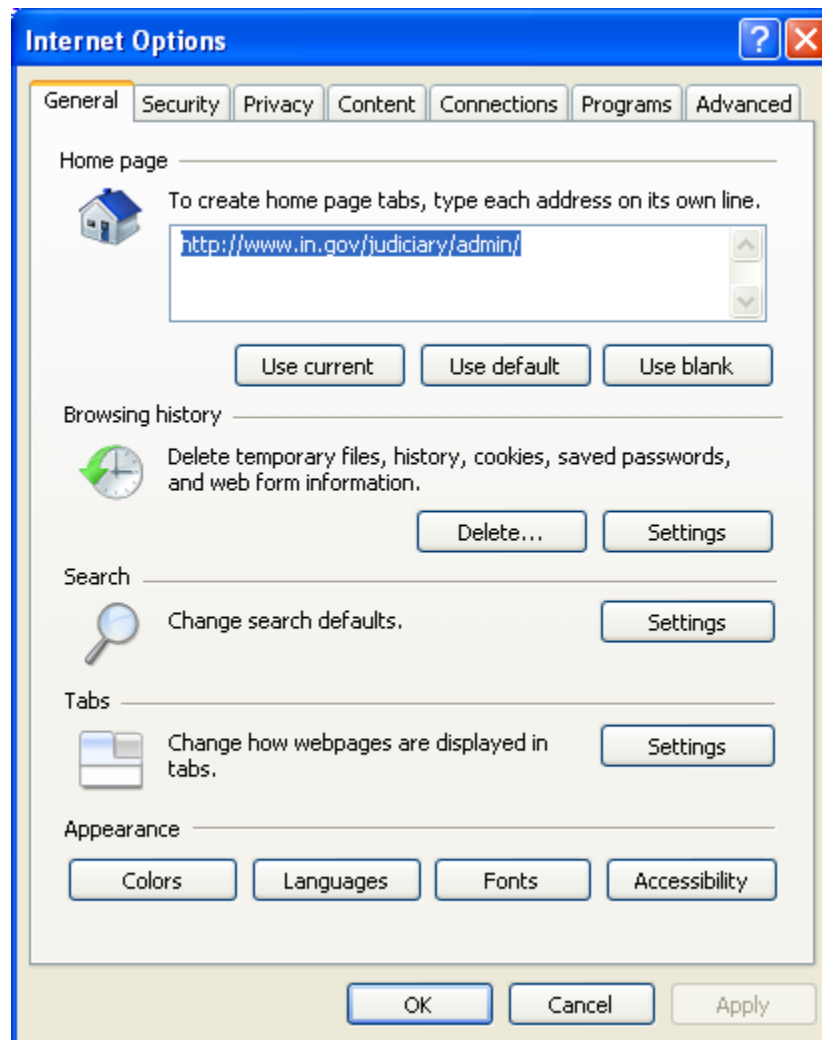 Internet Options
General Security Privacy Content Connections Programs Advanced
Home page
To create home page tabs, type each address on its own line.
http://www.in.gov/judiciary/admin/
Use current Use default Use blank
Browsing history
Delete temporary files, history, cookies, saved passwords,
and web form information.
Delete... Settings
Search
Change search defaults. Settings
Tabs
Change how webpages are displayed in
tabs.
Settings
Appearance
Colors Languages Fonts Accessibility
OK Cancel Apply